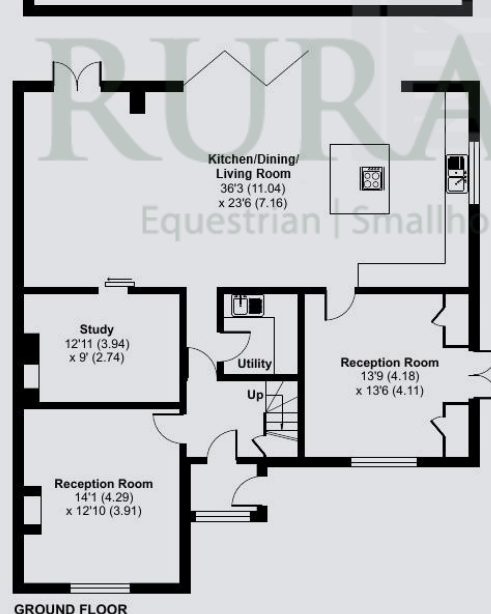 RURA
Equestrian | Smallho
Kitchen/Dining/
Living Room
36'3 (11.04)
x 23'6 (7.16)
Study
12'11 (3.94)
x 9' (2.74)
Utility
Up
Reception Room
13'9 (4.18)
x 13'6 (4.11)
Reception Room
14'1 (4.29)
x 12'10 (3.91)
GROUND FLOOR